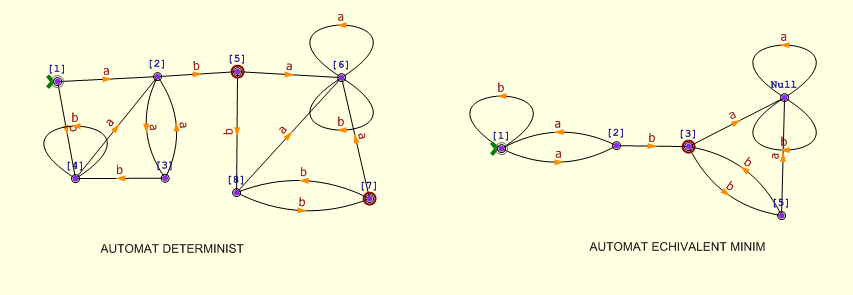 [1]
a
[2]
b
[5]
a
[6]
a
b
b
b
a
a
a
b
a
a
[4]
b
[3]
b
[8]
b
b
[7]
AUTOMAT DETERMINIST
b
[1]
a
a
[2]
b
[3]
a
Null
a
b
a
b
b
[5]
AUTOMAT ECHIVALENT MINIM